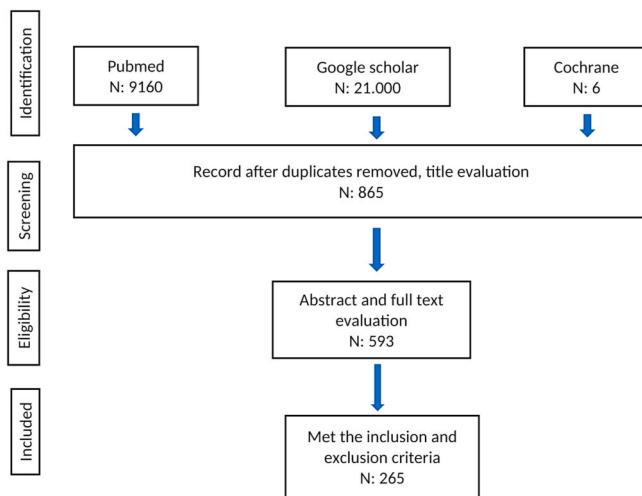 Identification
Pubmed
N: 9160
Google scholar
N: 21.000
Cochrane
N: 6
Screening
Record after duplicates removed, title evaluation
N: 865
Eligibility
Abstract and full text
evaluation
N: 593
Included
Met the inclusion and
exclusion criteria
N: 265